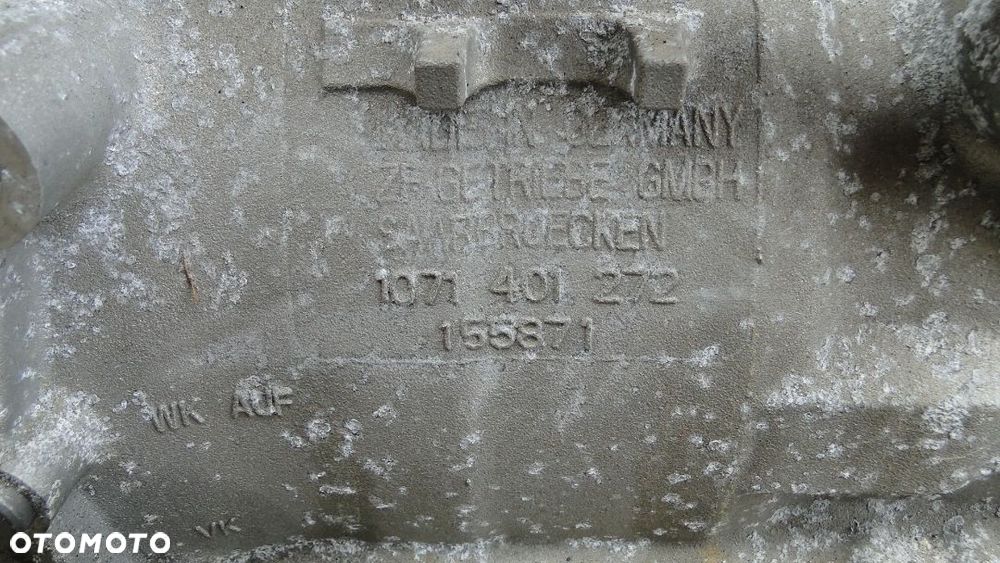 MADE IN GERMANY
ZF GETRIEBE GMBH
SAARBRUECKEN
1071 401 272
155871
WK AUF
VK
OTOMOTO